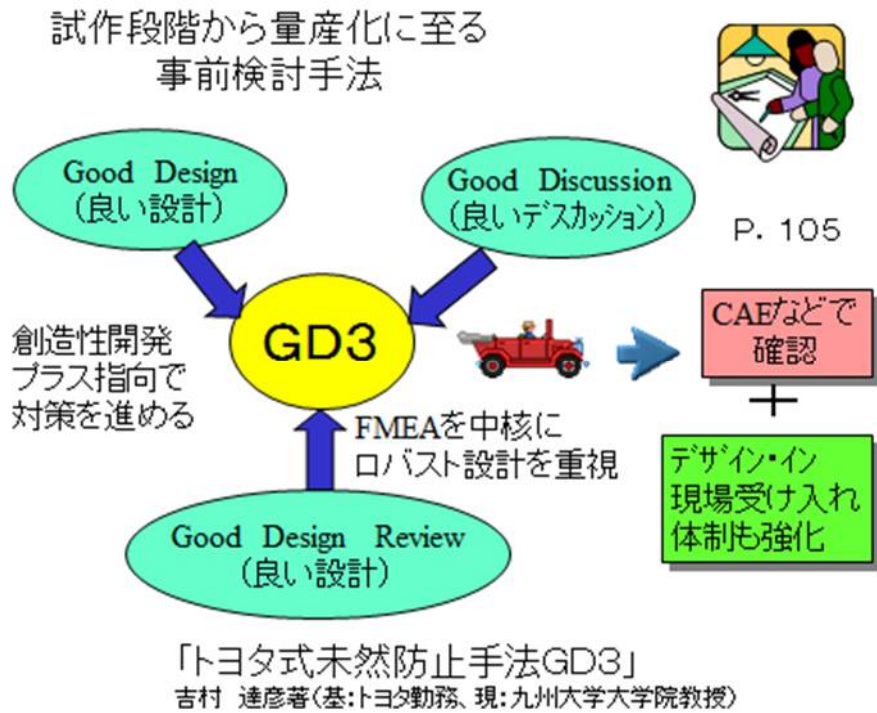 試作段階から量産化に至る
事前検討手法
Good Design
(良い設計)
Good Discussion
(良いﾃﾞスカッション)
P. 105
GD3
CAEなどで
確認
+
創造性開発
プラス指向で
対策を進める
FMEAを中核に
ロバスト設計を重視
ﾃﾞｻﾞｲﾝ・ｲﾝ
現場受け入れ
体制も強化
Good Design Review
(良い設計)
「トヨタ式未然防止手法GD3」
吉村 達彦著(基:トヨタ勤務、現:九州大学大学院教授)